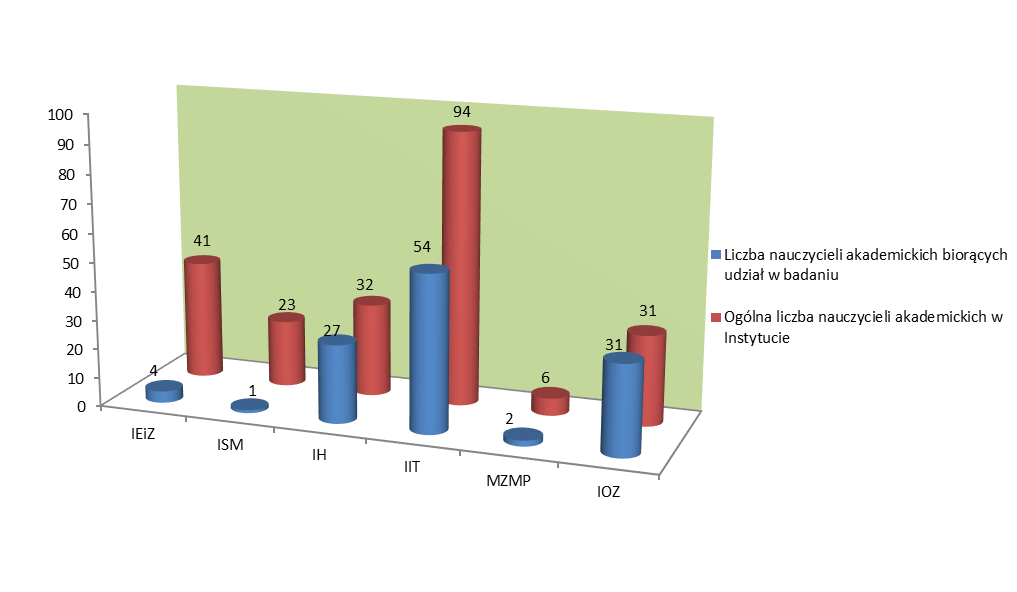 100
90
80
70
60
50
40
30
20
10
0
41
23
32
94
6
31
4
1
27
54
2
31
IEiZ
ISM
IH
IIT
MZMP
IOZ
Liczba nauczycieli akademickich biorących
udział w badaniu
Ogólna liczba nauczycieli akademickich w
Instytucie